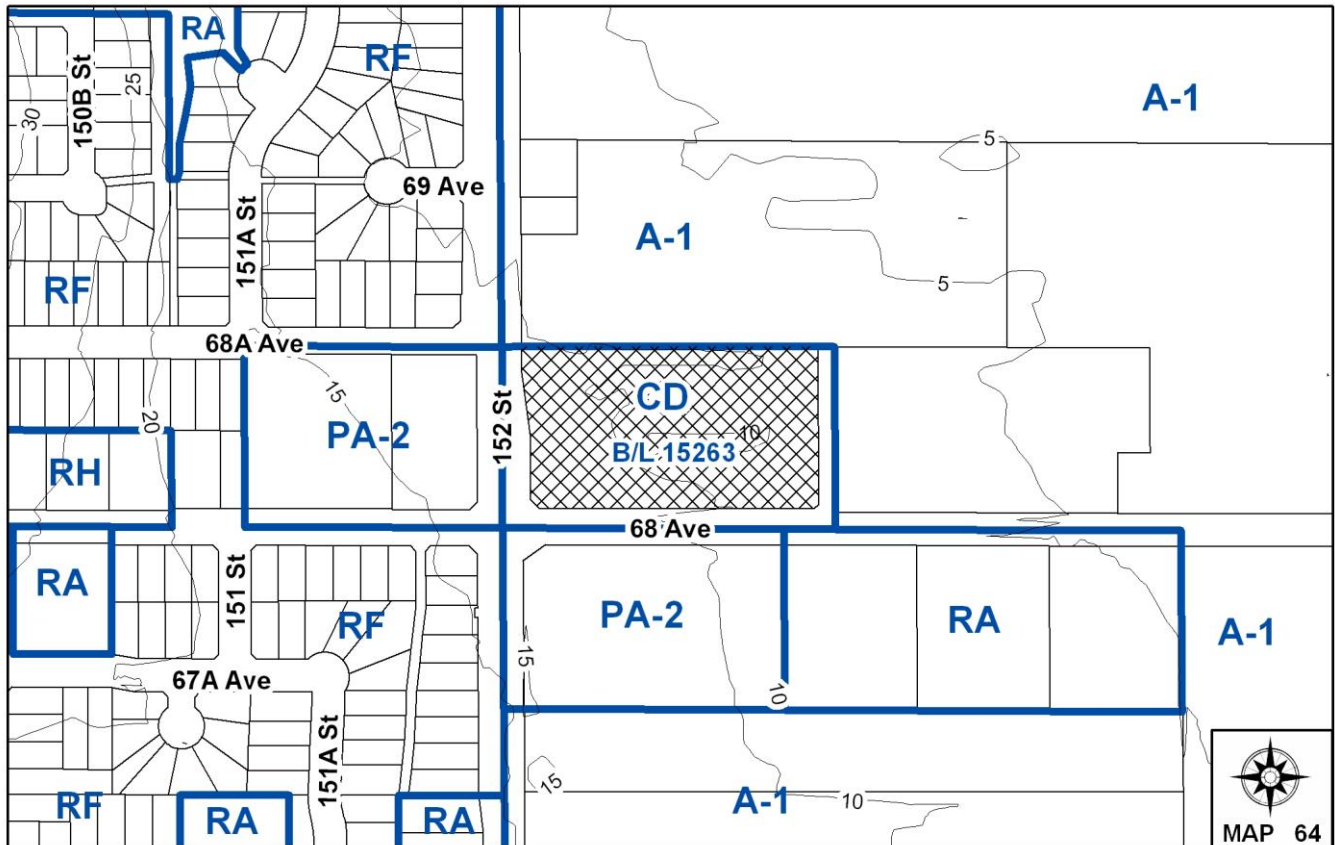 RA
RF
A-1
150B St
25
30
5
69 Ave
151A St
A-1
RF
5
68A Ave
15
CD
152 St
PA-2
20
10
B/L 15263
RH
68 Ave
RA
151 St
RF
PA-2
RA
A-1
15
67A Ave
10
151A St
15
RF
RA
RA
A-1
10
MAP 64